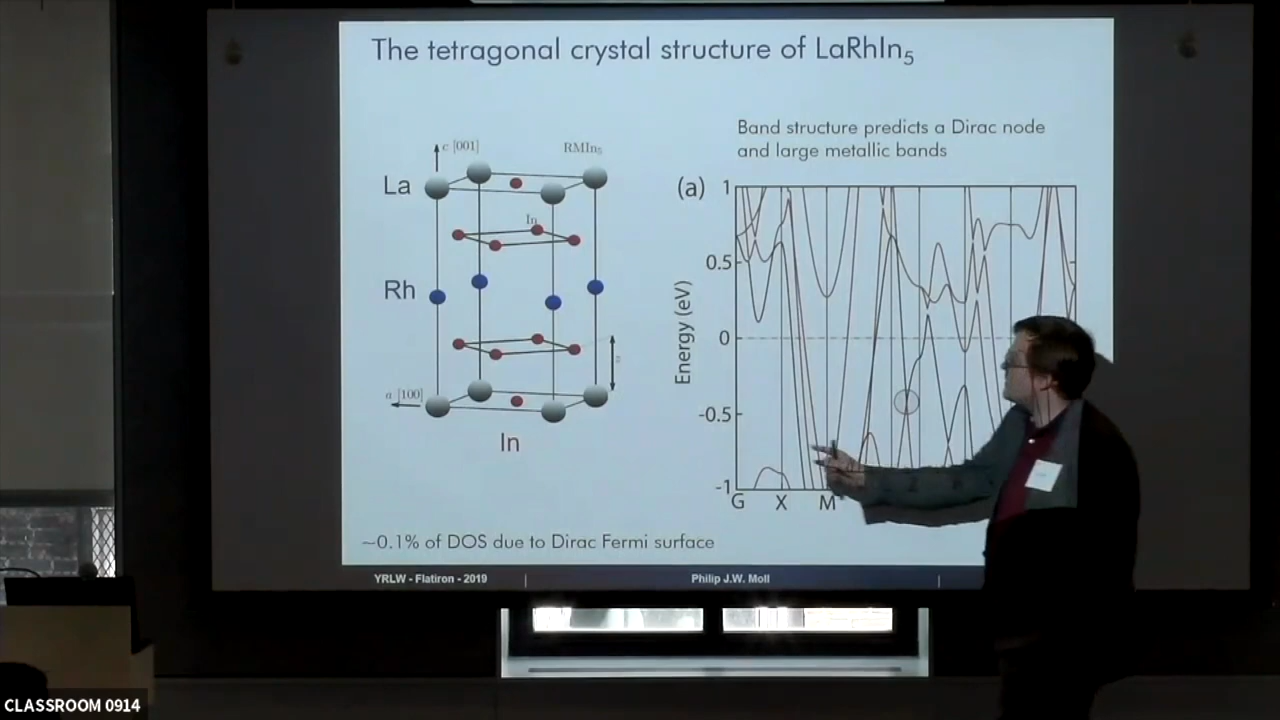 The tetragonal crystal structure of LaRhIn5
Band structure predicts a Dirac node
and large metallic bands
c [001]
RMIn5
La
In
Rh
a [100]
In
(a)
1
0.5
0
-0.5
-1
Energy (eV)
G X M
~0.1% of DOS due to Dirac Fermi surface
YRLW - Flatiron - 2019 | Philip J.W. Moll |
CLASSROOM 0914